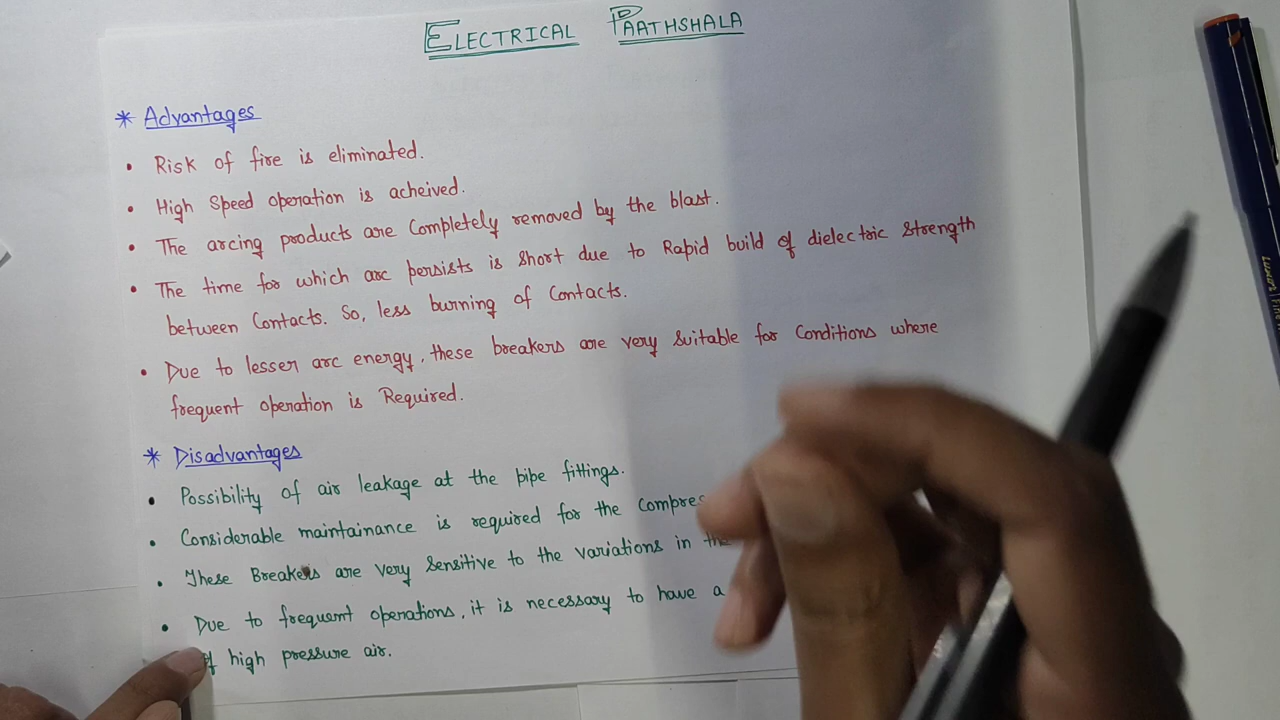 ELECTRICAL PAATHSHALA
* Advantages
• Risk of fire is eliminated.
• High Speed operation is acheived.
• The arcing products are Completely removed by the blast.
• The time for which arc persists is short due to Rapid build of dielectric strength
between Contacts. So, less burning of Contacts.
• Due to lesser arc energy, these breakers are very suitable for Conditions where
frequent operation is Required.
* Disadvantages
• Possibility of air leakage at the pipe fittings.
• Considerable maintainance is required for the
• These Breakers are very sensitive to the variations in the
• Due to frequent operations, it is necessary to have a
of high pressure air.